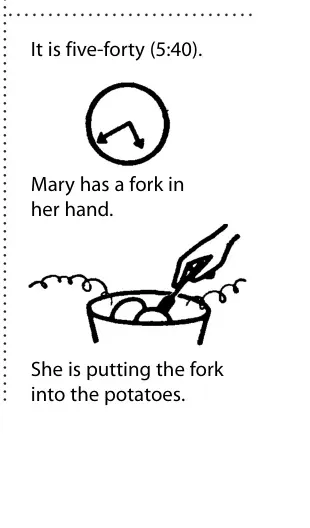 It is five-forty (5:40).
Mary has a fork in
her hand.
She is putting the fork
into the potatoes.